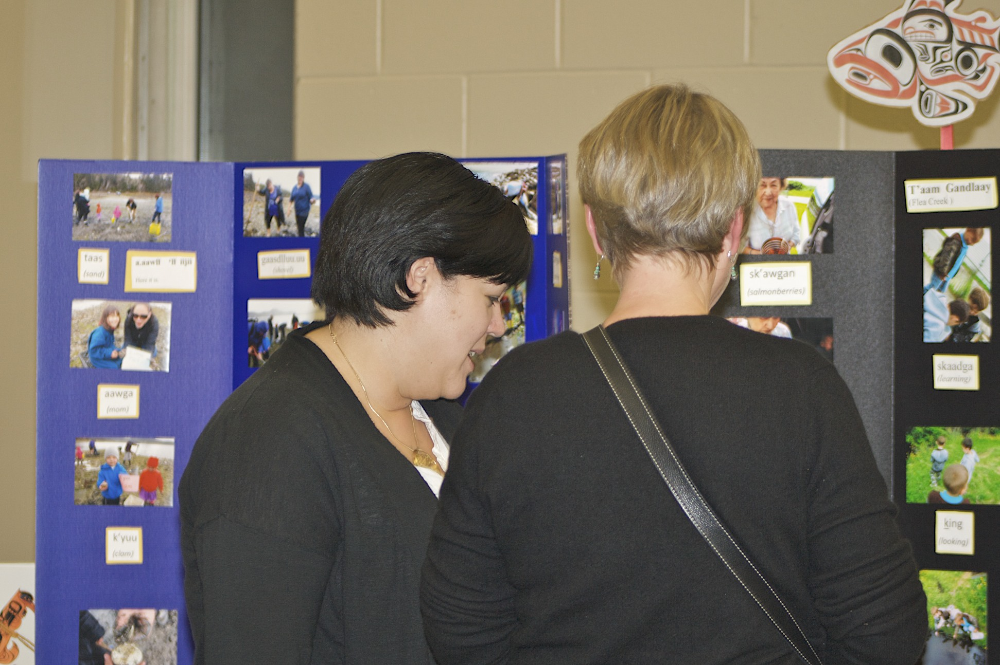 taas
(sand)
a.aawll 'll iijii
Here it is.
aawga
(mom)
k'yuu
(clam)
gaasdlluu.uu
(shovel)
sk'awgan
(salmonberries)
T'aam Gandlaay
(Flea Creek )
skaadga
(learning)
king
(looking)